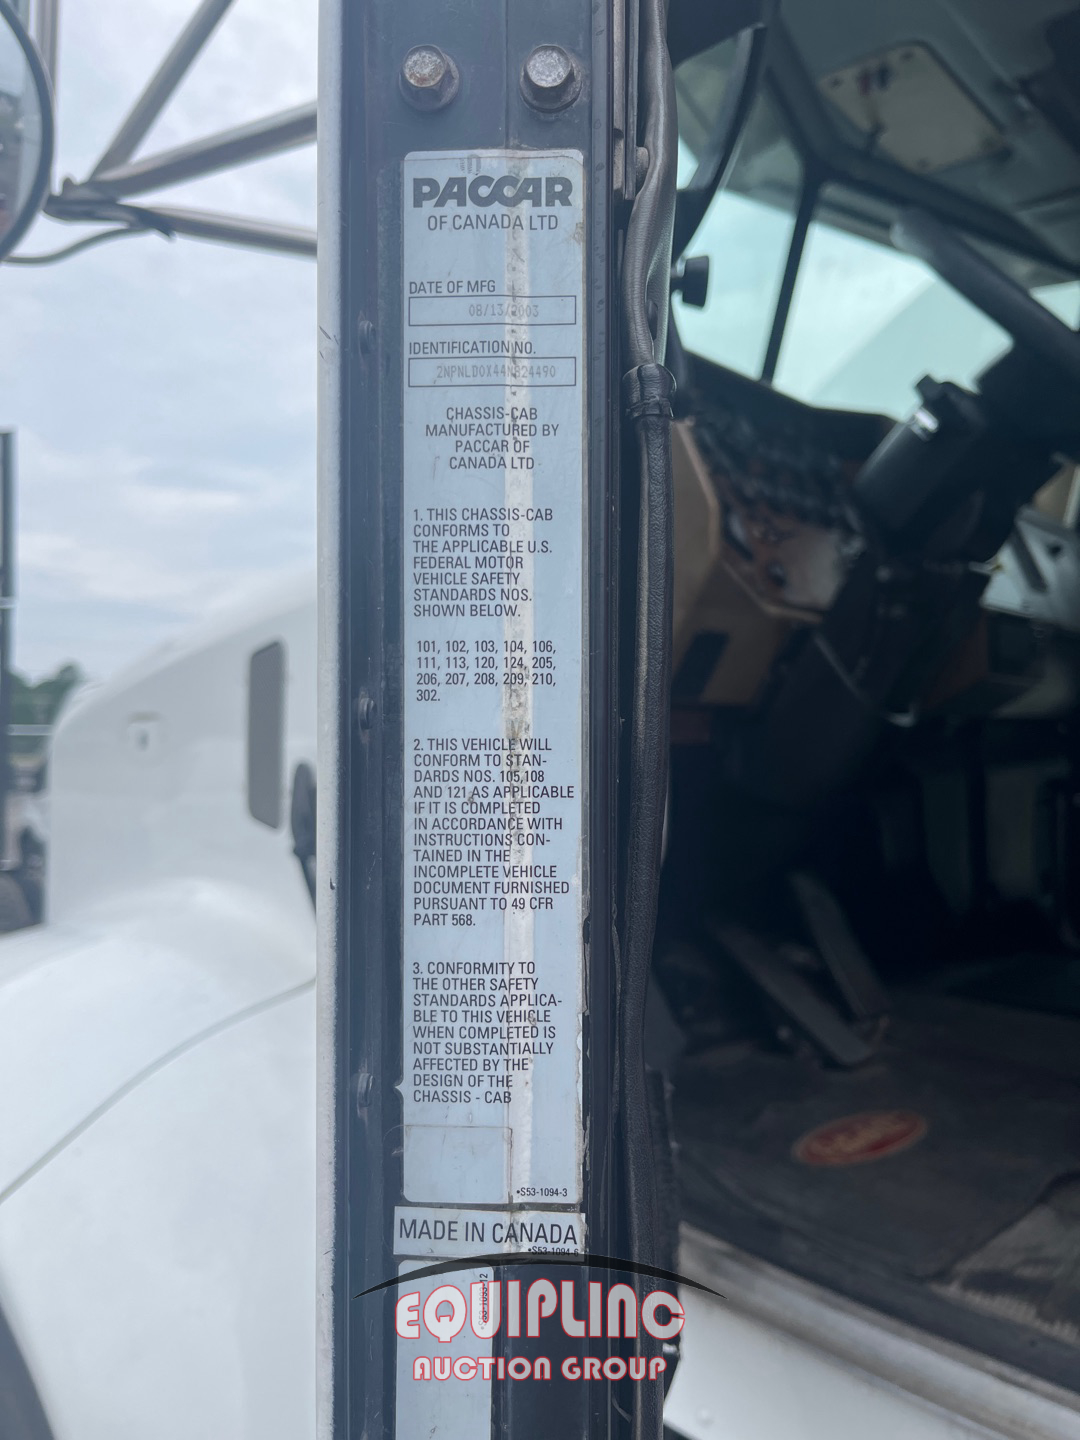 PACCAR
OF CANADA LTD
DATE OF MFG
08/13/2003
IDENTIFICATION NO.
2NPNLD0X44M824490
CHASSIS-CAB
MANUFACTURED BY
PACCAR OF
CANADA LTD
1. THIS CHASSIS-CAB
CONFORMS TO
THE APPLICABLE U.S.
FEDERAL MOTOR
VEHICLE SAFETY
STANDARDS NOS.
SHOWN BELOW.
101, 102, 103, 104, 106,
111, 113, 120, 124, 205,
206, 207, 208, 209, 210,
302.
2. THIS VEHICLE WILL
CONFORM TO STAN-
DARDS NOS. 105,108
AND 121 AS APPLICABLE
IF IT IS COMPLETED
IN ACCORDANCE WITH
INSTRUCTIONS CON-
TAINED IN THE
INCOMPLETE VEHICLE
DOCUMENT FURNISHED
PURSUANT TO 49 CFR
PART 568.
3. CONFORMITY TO
THE OTHER SAFETY
STANDARDS APPLICA-
BLE TO THIS VEHICLE
WHEN COMPLETED IS
NOT SUBSTANTIALLY
AFFECTED BY THE
DESIGN OF THE
CHASSIS - CAB
•S53-1094-3
MADE IN CANADA
•S53-1094-6
EQUIPLINC
AUCTION GROUP